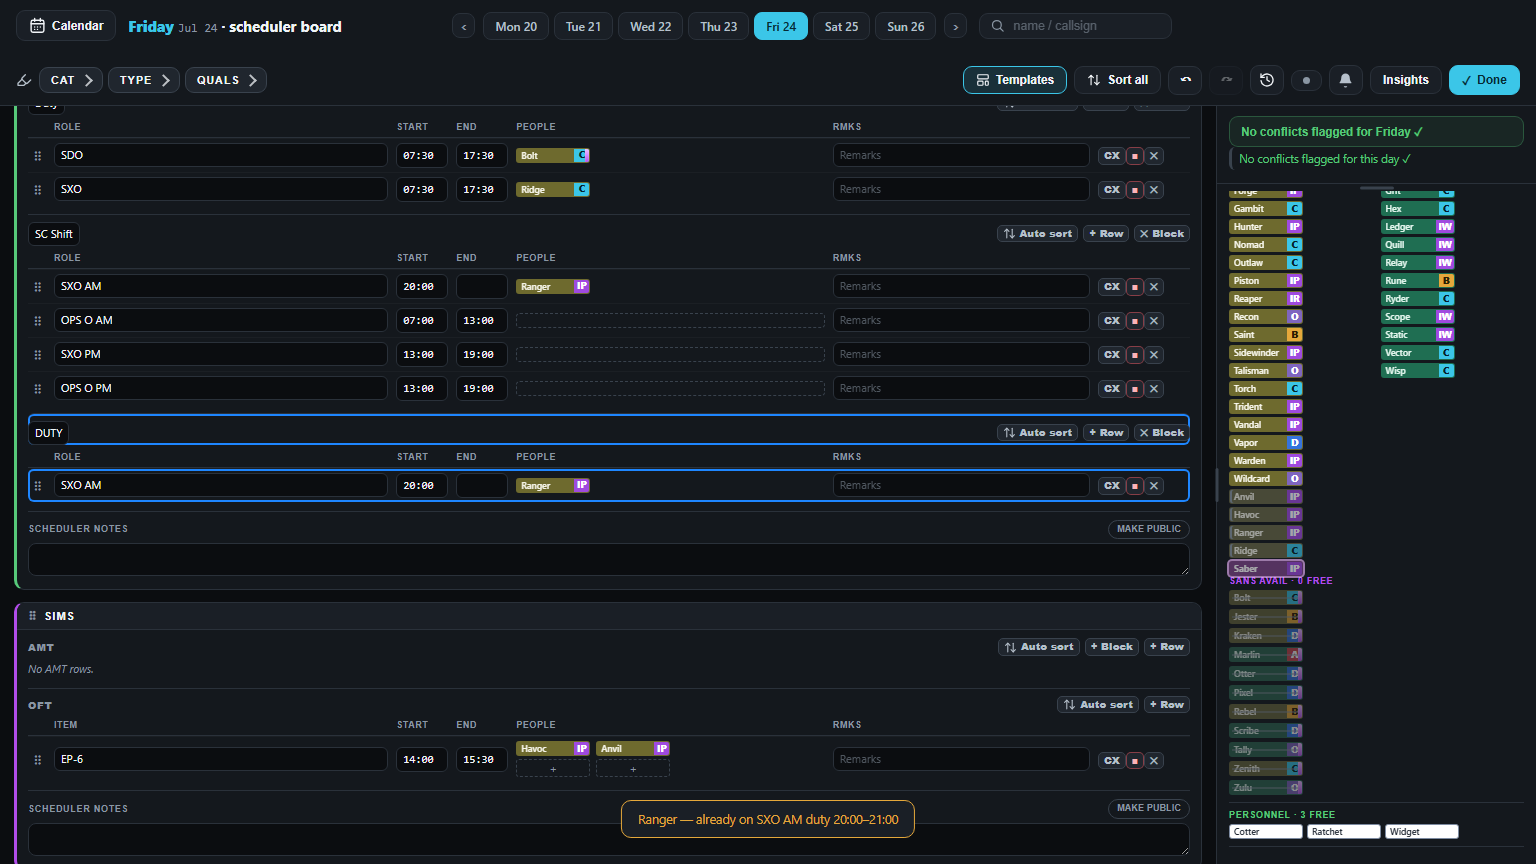 Calendar
Friday Jul 24 · scheduler board
‹ Mon 20 Tue 21 Wed 22 Thu 23 Fri 24 Sat 25 Sun 26 ›
name / callsign
CAT TYPE QUALS
Templates Sort all Insights ✓ Done
ROLE START END PEOPLE RMKS
SDO 07:30 17:30 Bolt C Remarks CX
SXO 07:30 17:30 Ridge C Remarks CX
SC Shift Auto sort + Row × Block
ROLE START END PEOPLE RMKS
SXO AM 20:00 Ranger IP Remarks CX
OPS O AM 07:00 13:00 Remarks CX
SXO PM 13:00 19:00 Remarks CX
OPS O PM 13:00 19:00 Remarks CX
DUTY Auto sort + Row × Block
ROLE START END PEOPLE RMKS
SXO AM 20:00 Ranger IP Remarks CX
SCHEDULER NOTES MAKE PUBLIC
SIMS
AMT Auto sort + Block + Row
No AMT rows.
OFT Auto sort + Row
ITEM START END PEOPLE RMKS
EP-6 14:00 15:30 Havoc IP Anvil IP Remarks CX
+ +
SCHEDULER NOTES MAKE PUBLIC
Ranger — already on SXO AM duty 20:00–21:00
No conflicts flagged for Friday ✓
No conflicts flagged for this day ✓
Gambit C
Hunter IP
Nomad C
Outlaw C
Piston IP
Reaper IR
Recon O
Saint B
Sidewinder IP
Talisman O
Torch C
Trident IP
Vandal IP
Vapor D
Warden IP
Wildcard O
Anvil IP
Havoc IP
Ranger IP
Ridge C
Saber IP
Hex C
Ledger IW
Quill IW
Relay IW
Rune B
Ryder C
Scope IW
Static IW
Vector C
Wisp C
SANS AVAIL · 0 FREE
Bolt C
Jester B
Kraken D
Marlin A
Otter D
Pixel D
Rebel B
Scribe D
Tally O
Zenith C
Zulu O
PERSONNEL · 3 FREE
Cotter Ratchet Widget